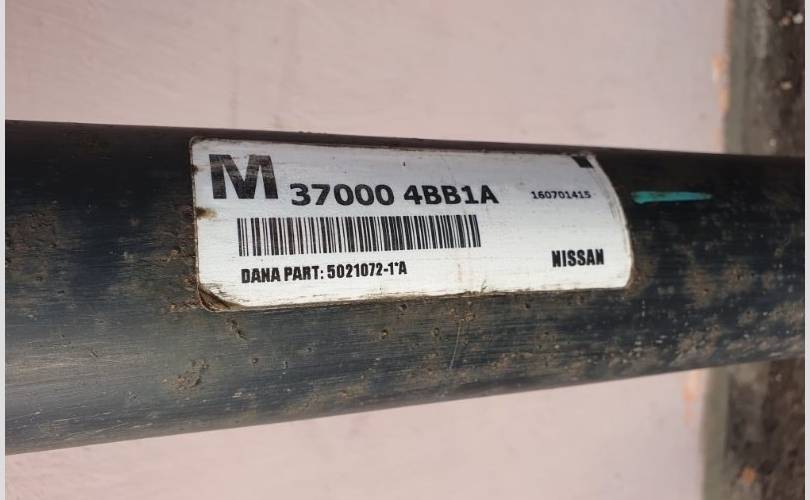 M 37000 4BB1A 160701415
DANA PART: 5021072-1*A NISSAN